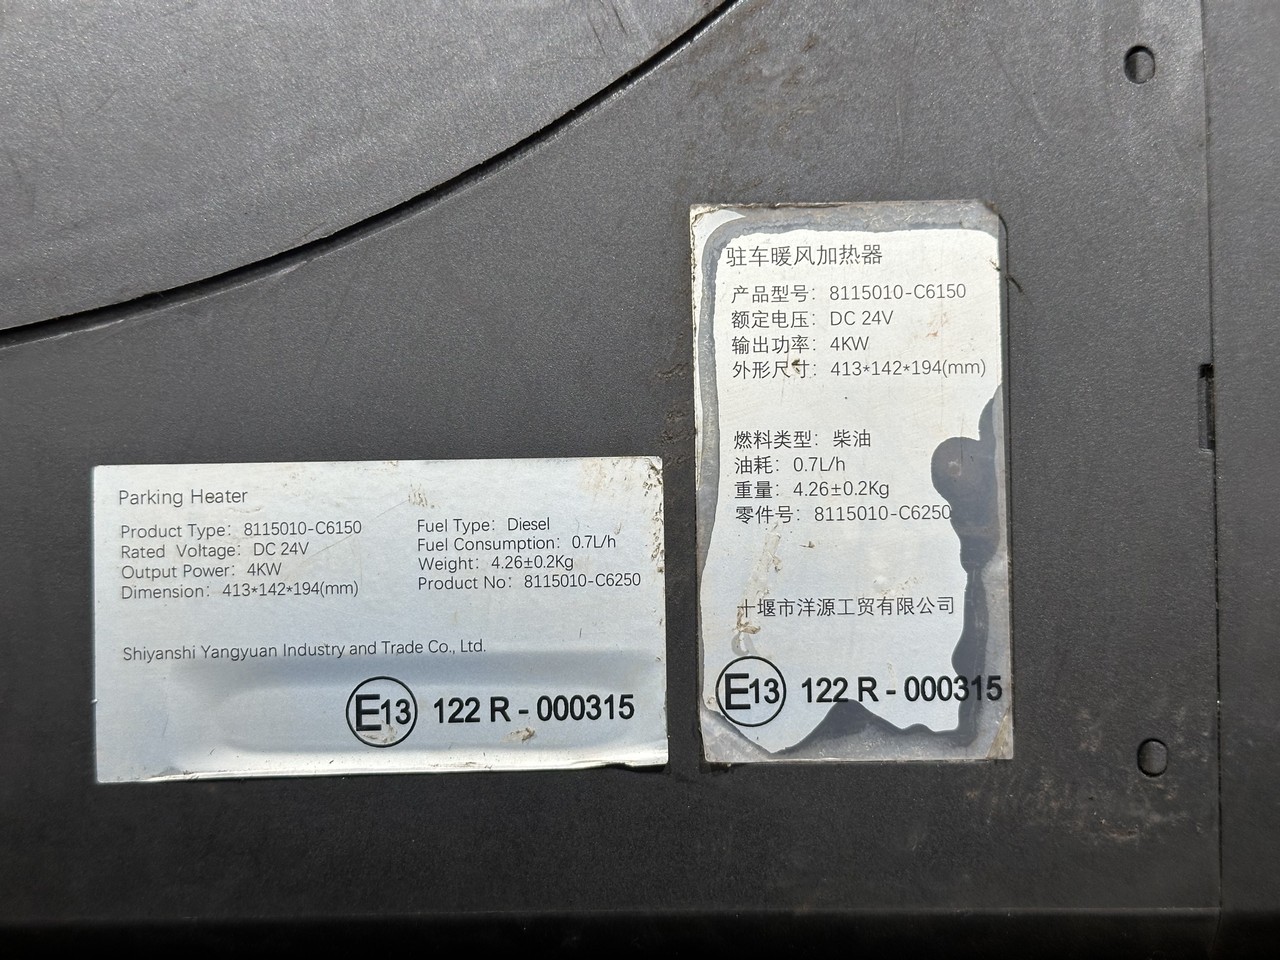 Parking Heater
Product Type: 8115010-C6150
Rated Voltage: DC 24V
Output Power: 4KW
Dimension: 413*142*194(mm)
Fuel Type: Diesel
Fuel Consumption: 0.7L/h
Weight: 4.26±0.2Kg
Product No: 8115010-C6250
Shiyanshi Yangyuan Industry and Trade Co., Ltd.
E13 122 R - 000315
驻车暖风加热器
产品型号: 8115010-C6150
额定电压: DC 24V
输出功率: 4KW
外形尺寸: 413*142*194(mm)
燃料类型: 柴油
油耗: 0.7L/h
重量: 4.26±0.2Kg
零件号: 8115010-C6250
十堰市洋源工贸有限公司
E13 122 R - 000315